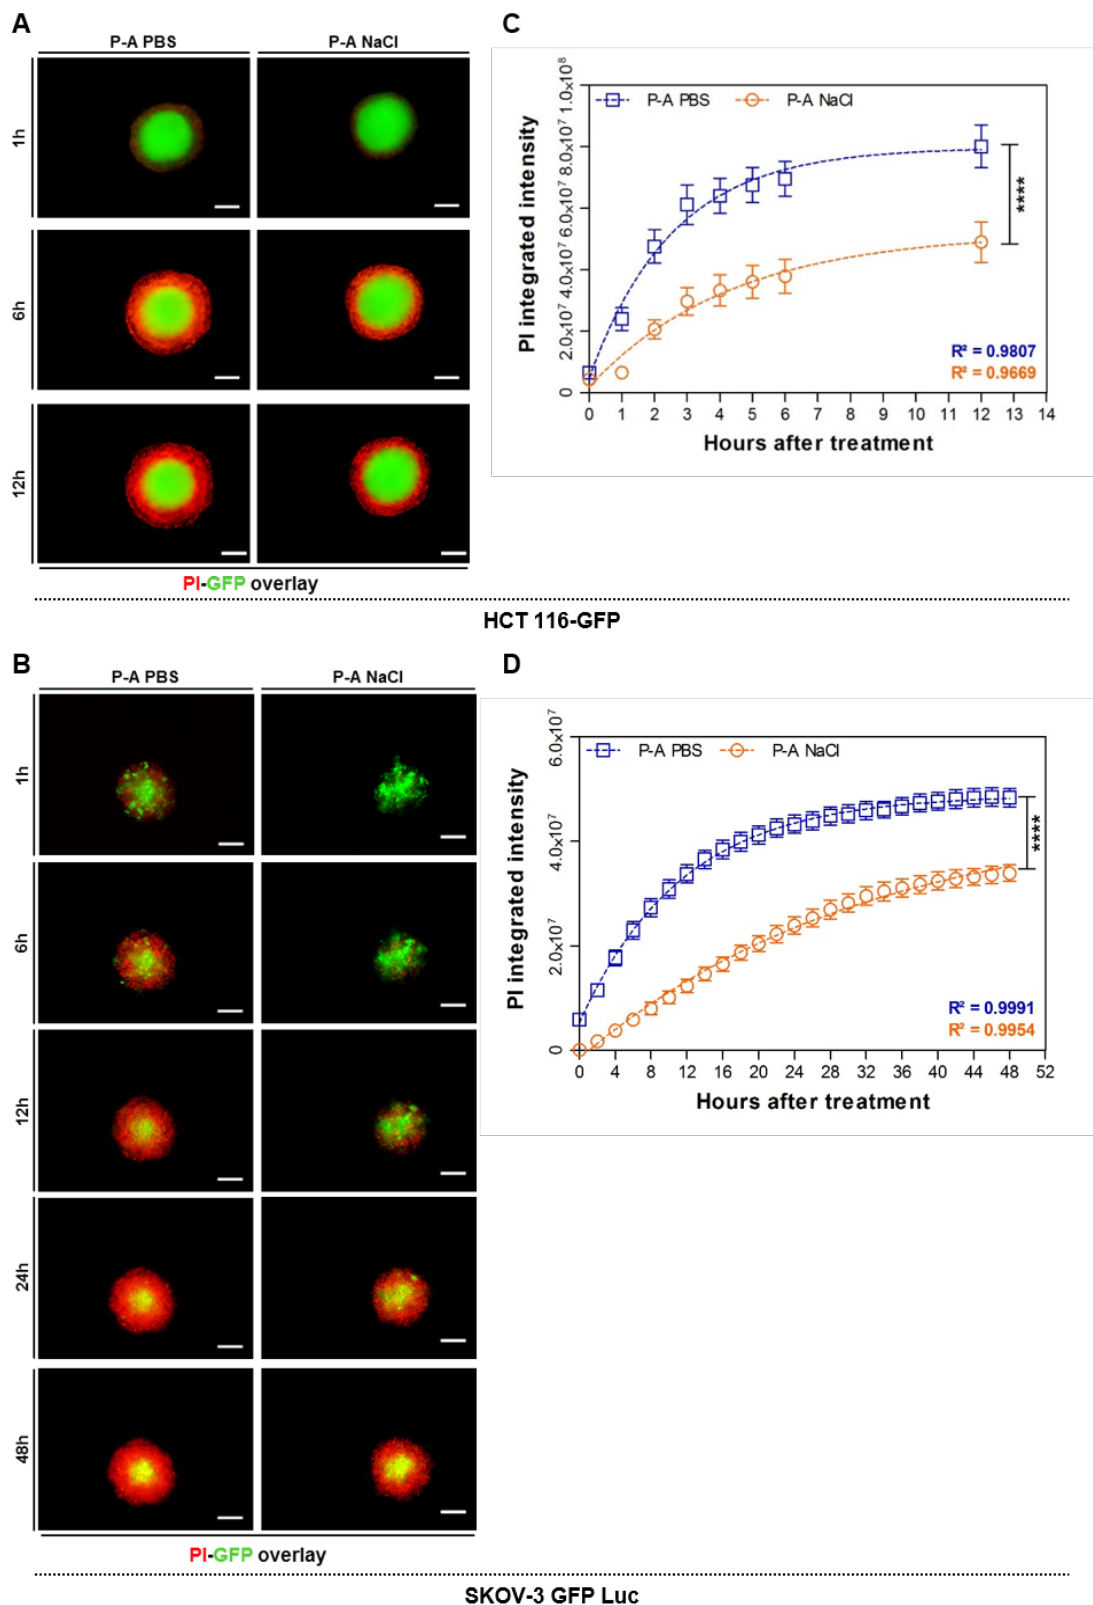 A
P-A PBS
P-A NaCl
1h
6h
12h
PI-GFP overlay
C
P-A PBS
P-A NaCl
PI integrated intensity
0
2.0x10⁷
4.0x10⁷
6.0x10⁷
8.0x10⁷
1.0x10⁸
****
R² = 0.9807
R² = 0.9669
0 1 2 3 4 5 6 7 8 9 10 11 12 13 14
Hours after treatment
HCT 116-GFP
B
P-A PBS
P-A NaCl
1h
6h
12h
24h
48h
PI-GFP overlay
D
P-A PBS
P-A NaCl
PI integrated intensity
0
2.0x10⁷
4.0x10⁷
6.0x10⁷
****
R² = 0.9991
R² = 0.9954
0 4 8 12 16 20 24 28 32 36 40 44 48 52
Hours after treatment
SKOV-3 GFP Luc